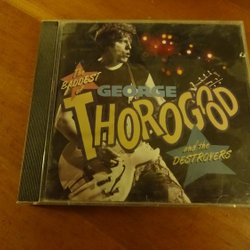 The
BADDEST
of
GEORGE
THOROGOOD
and the
DESTROYERS